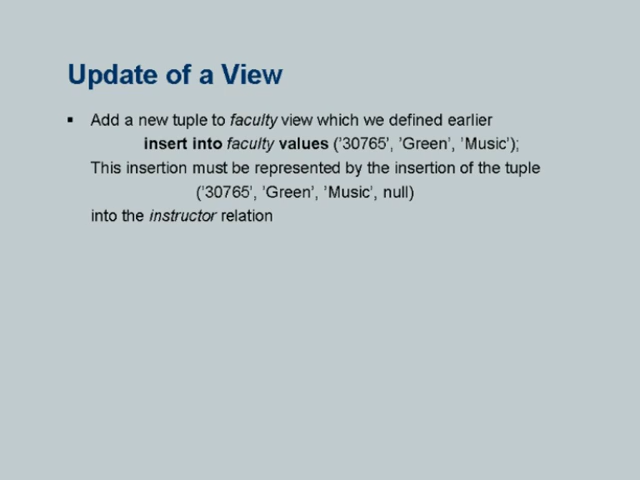 Update of a View
▪ Add a new tuple to faculty view which we defined earlier
insert into faculty values (’30765’, ’Green’, ’Music’);
This insertion must be represented by the insertion of the tuple
(’30765’, ’Green’, ’Music’, null)
into the instructor relation